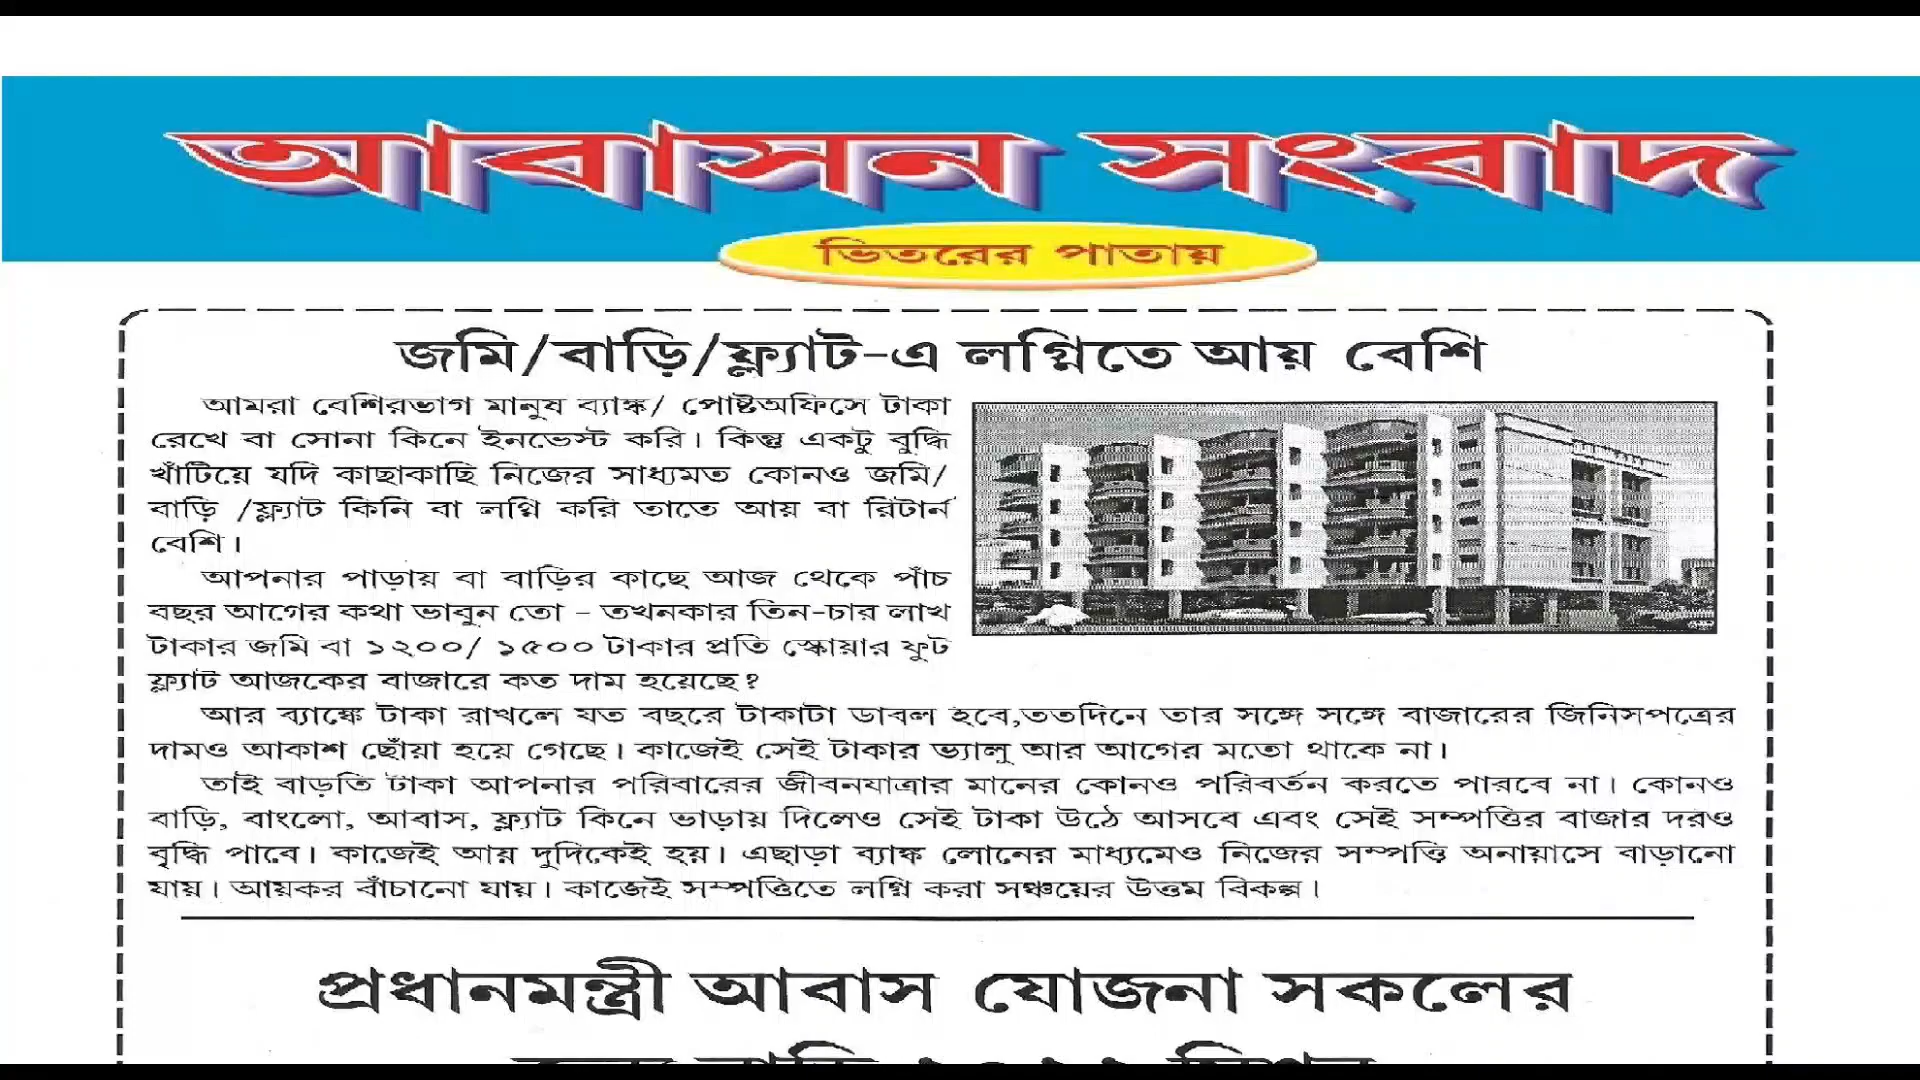 আবাসন সংবাদ
ভিতরের পাতায়
জমি/বাড়ি/ফ্ল্যাট-এ লগ্নিতে আয় বেশি
আমরা বেশিরভাগ মানুষ ব্যাঙ্ক/ পোষ্টঅফিসে টাকা
রেখে বা সোনা কিনে ইনভেস্ট করি। কিন্তু একটু বুদ্ধি
খাঁটিয়ে যদি কাছাকাছি নিজের সাধ্যমত কোনও জমি/
বাড়ি /ফ্ল্যাট কিনি বা লগ্নি করি তাতে আয় বা রিটার্ন
বেশি।
আপনার পাড়ায় বা বাড়ির কাছে আজ থেকে পাঁচ
বছর আগের কথা ভাবুন তো - তখনকার তিন-চার লাখ
টাকার জমি বা ১২০০/ ১৫০০ টাকার প্রতি স্কোয়ার ফুট
ফ্ল্যাট আজকের বাজারে কত দাম হয়েছে?
আর ব্যাঙ্কে টাকা রাখলে যত বছরে টাকাটা ডাবল হবে,ততদিনে তার সঙ্গে সঙ্গে বাজারের জিনিসপত্রের
দামও আকাশ ছোঁয়া হয়ে গেছে। কাজেই সেই টাকার ভ্যালু আর আগের মতো থাকে না।
তাই বাড়তি টাকা আপনার পরিবারের জীবনযাত্রার মানের কোনও পরিবর্তন করতে পারবে না। কোনও
বাড়ি, বাংলো, আবাস, ফ্ল্যাট কিনে ভাড়ায় দিলেও সেই টাকা উঠে আসবে এবং সেই সম্পত্তির বাজার দরও
বৃদ্ধি পাবে। কাজেই আয় দুদিকেই হয়। এছাড়া ব্যাঙ্ক লোনের মাধ্যমেও নিজের সম্পত্তি অনায়াসে বাড়ানো
যায়। আয়কর বাঁচানো যায়। কাজেই সম্পত্তিতে লগ্নি করা সঞ্চয়ের উত্তম বিকল্প।
প্রধানমন্ত্রী আবাস যোজনা সকলের